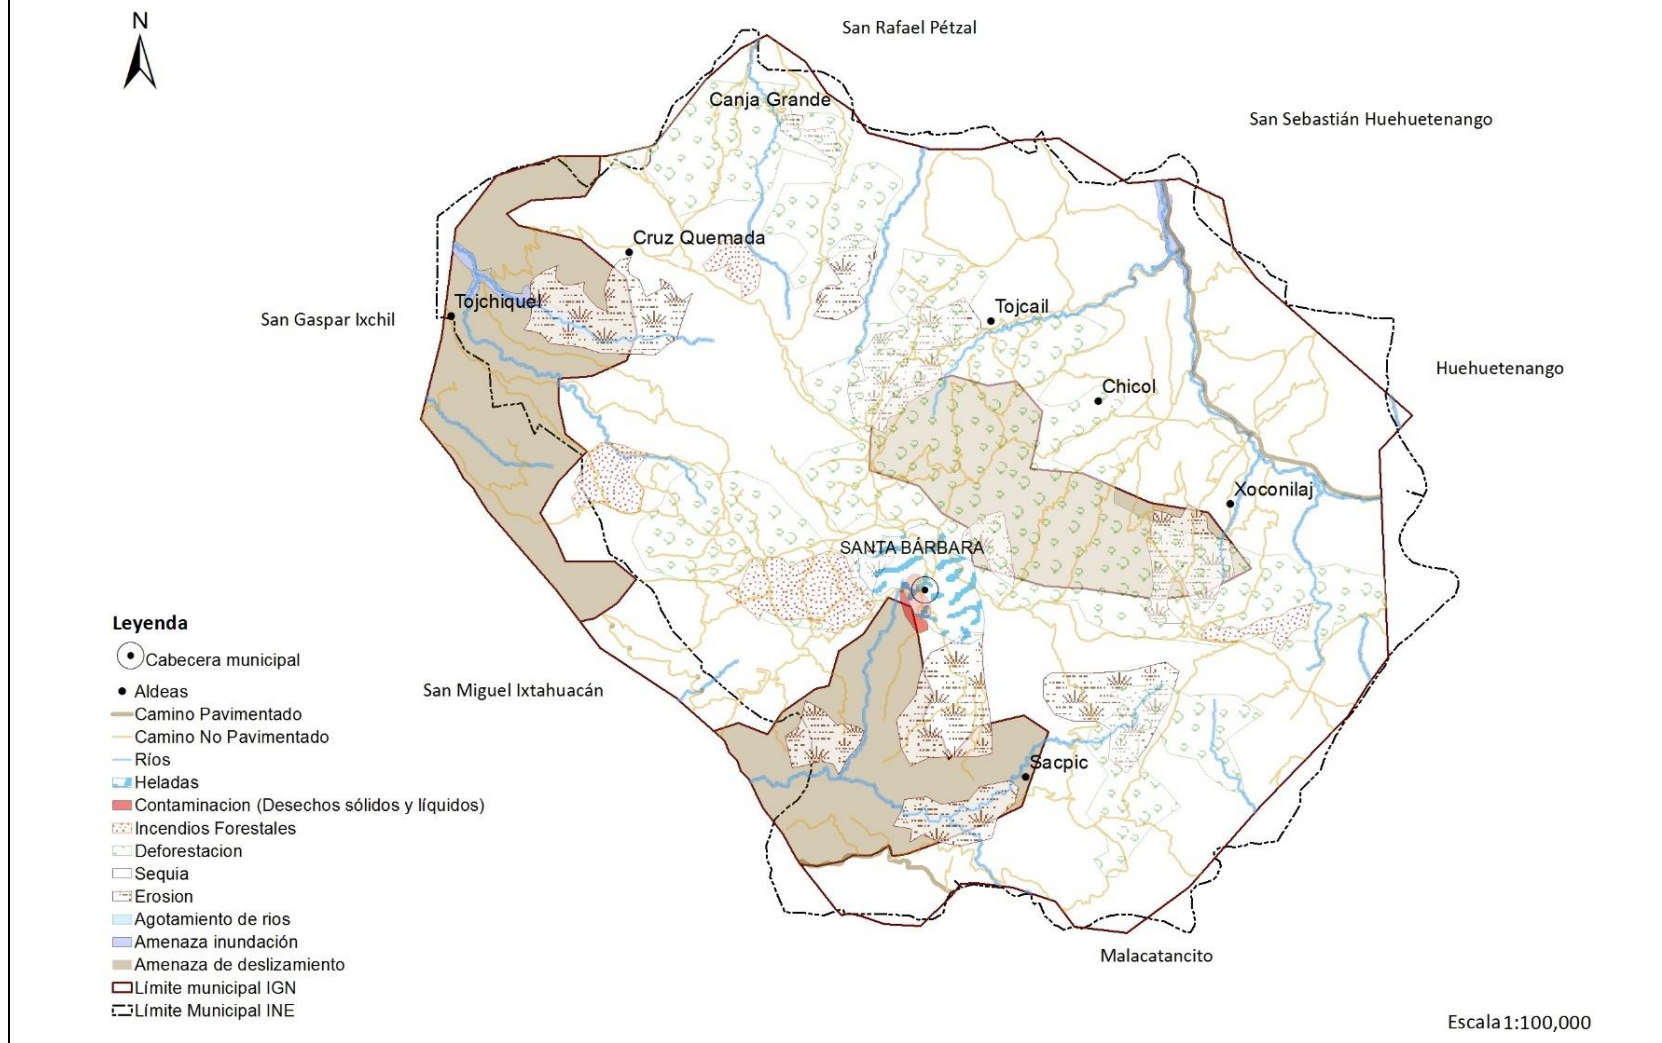 N
San Rafael Pétzal
Canja Grande
San Sebastián Huehuetenango
Cruz Quemada
Tojchiquel
Tojcail
San Gaspar Ixchil
Huehuetenango
Chicol
Xoconilaj
SANTA BÁRBARA
San Miguel Ixtahuacán
Sacpic
Malacatancito
Leyenda
Cabecera municipal
Aldeas
Camino Pavimentado
Camino No Pavimentado
Ríos
Heladas
Contaminacion (Desechos sólidos y líquidos)
Incendios Forestales
Deforestacion
Sequia
Erosion
Agotamiento de rios
Amenaza inundación
Amenaza de deslizamiento
Límite municipal IGN
Límite Municipal INE
Escala 1:100,000